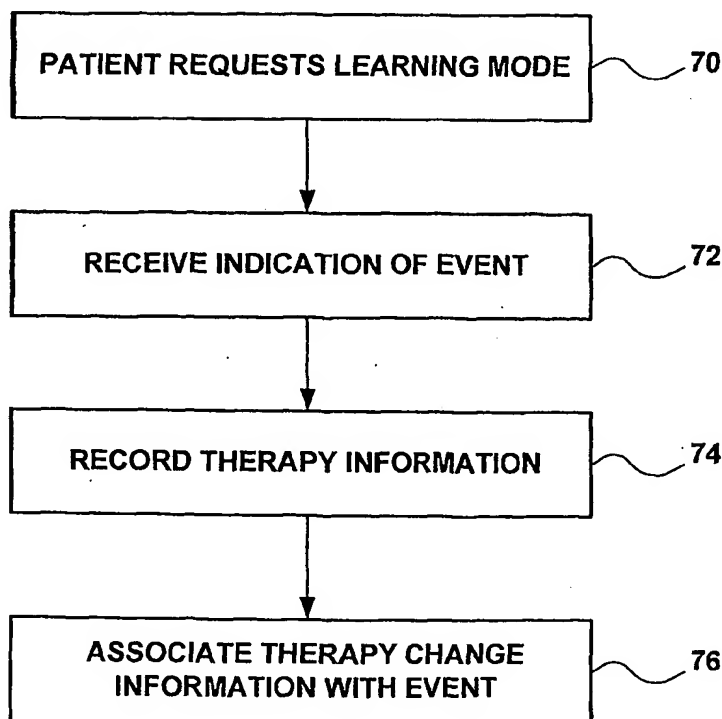 PATIENT REQUESTS LEARNING MODE
70
RECEIVE INDICATION OF EVENT
72
RECORD THERAPY INFORMATION
74
ASSOCIATE THERAPY CHANGE
INFORMATION WITH EVENT
76